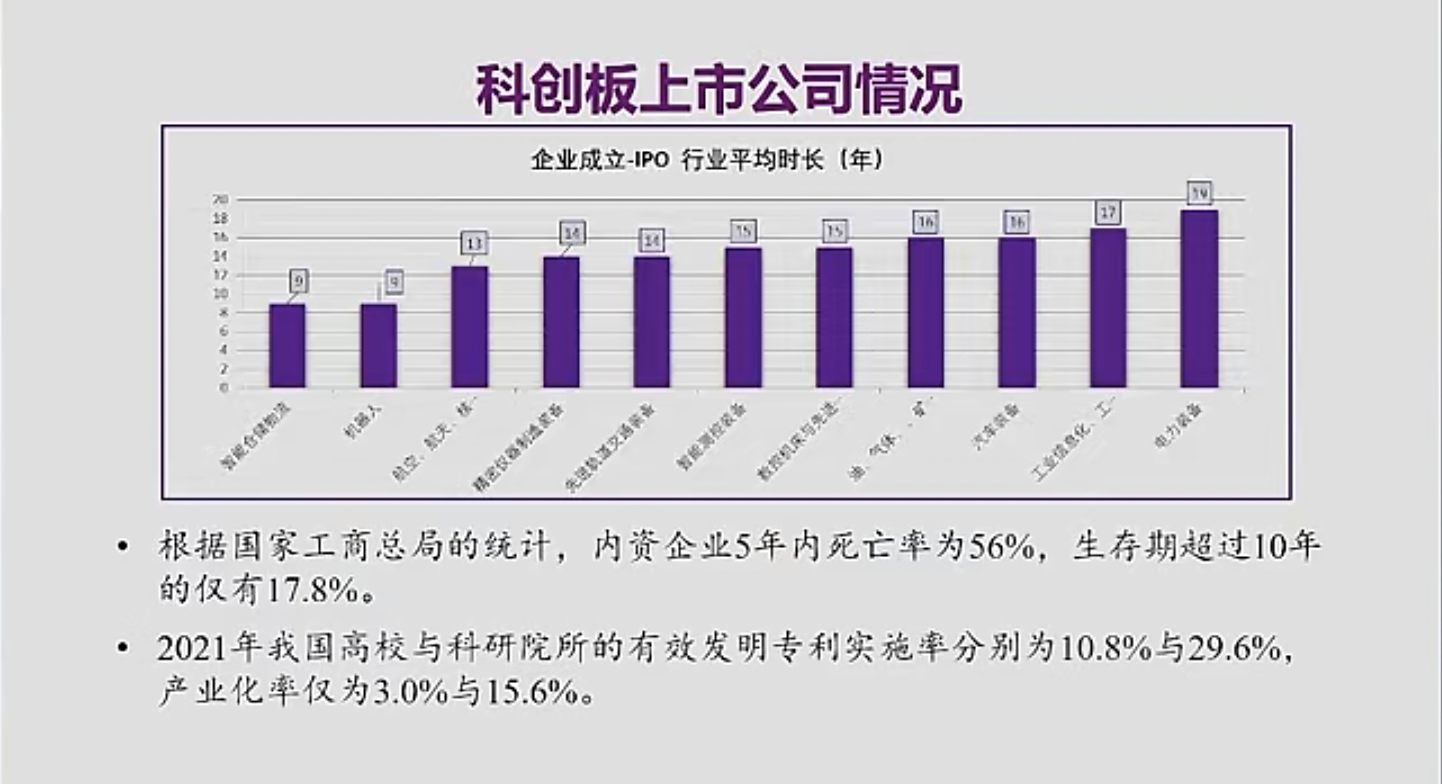 科创板上市公司情况
企业成立-IPO 行业平均时长（年）
20
18
16
14
12
10
8
6
4
2
0
9
9
13
14
14
15
15
16
16
17
19
智能仓储物流
机器人
航空、航天、核…
精密仪器制造装备
先进轨道交通装备
智能测控装备
数控机床与先进…
油、气体、、矿…
汽车装备
工业信息化、工…
电力装备
• 根据国家工商总局的统计，内资企业5年内死亡率为56%，生存期超过10年
的仅有17.8%。
• 2021年我国高校与科研院所的有效发明专利实施率分别为10.8%与29.6%，
产业化率仅为3.0%与15.6%。